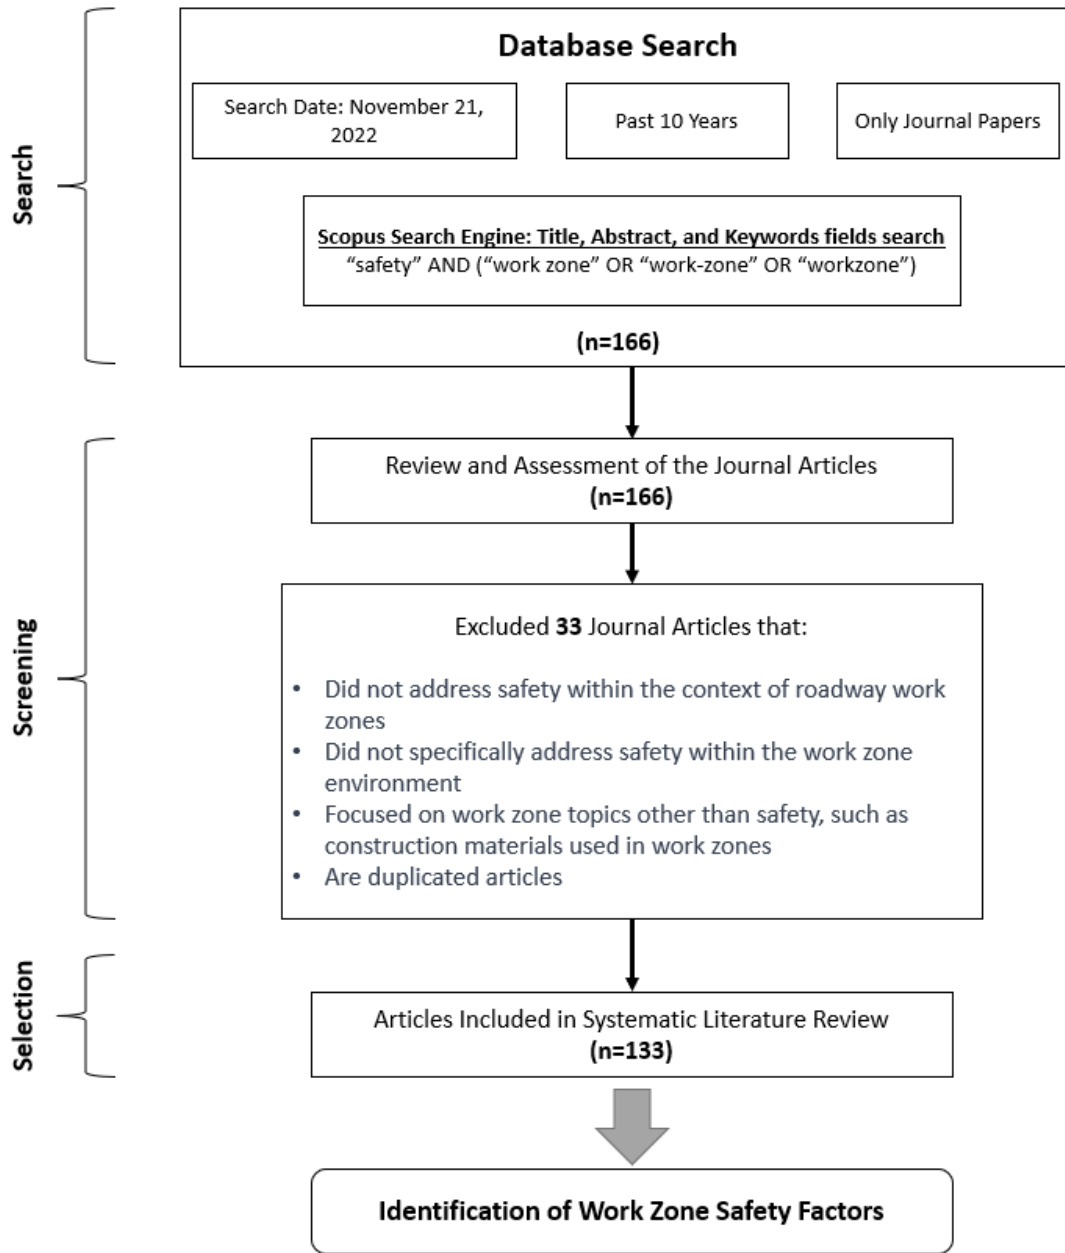 Database Search
Search Date: November 21,
2022
Past 10 Years
Only Journal Papers
Search
Scopus Search Engine: Title, Abstract, and Keywords fields search
“safety” AND (“work zone” OR “work-zone” OR “workzone”)
(n=166)
Review and Assessment of the Journal Articles
(n=166)
Screening
Excluded 33 Journal Articles that:
• Did not address safety within the context of roadway work
zones
• Did not specifically address safety within the work zone
environment
• Focused on work zone topics other than safety, such as
construction materials used in work zones
• Are duplicated articles
Selection
Articles Included in Systematic Literature Review
(n=133)
Identification of Work Zone Safety Factors